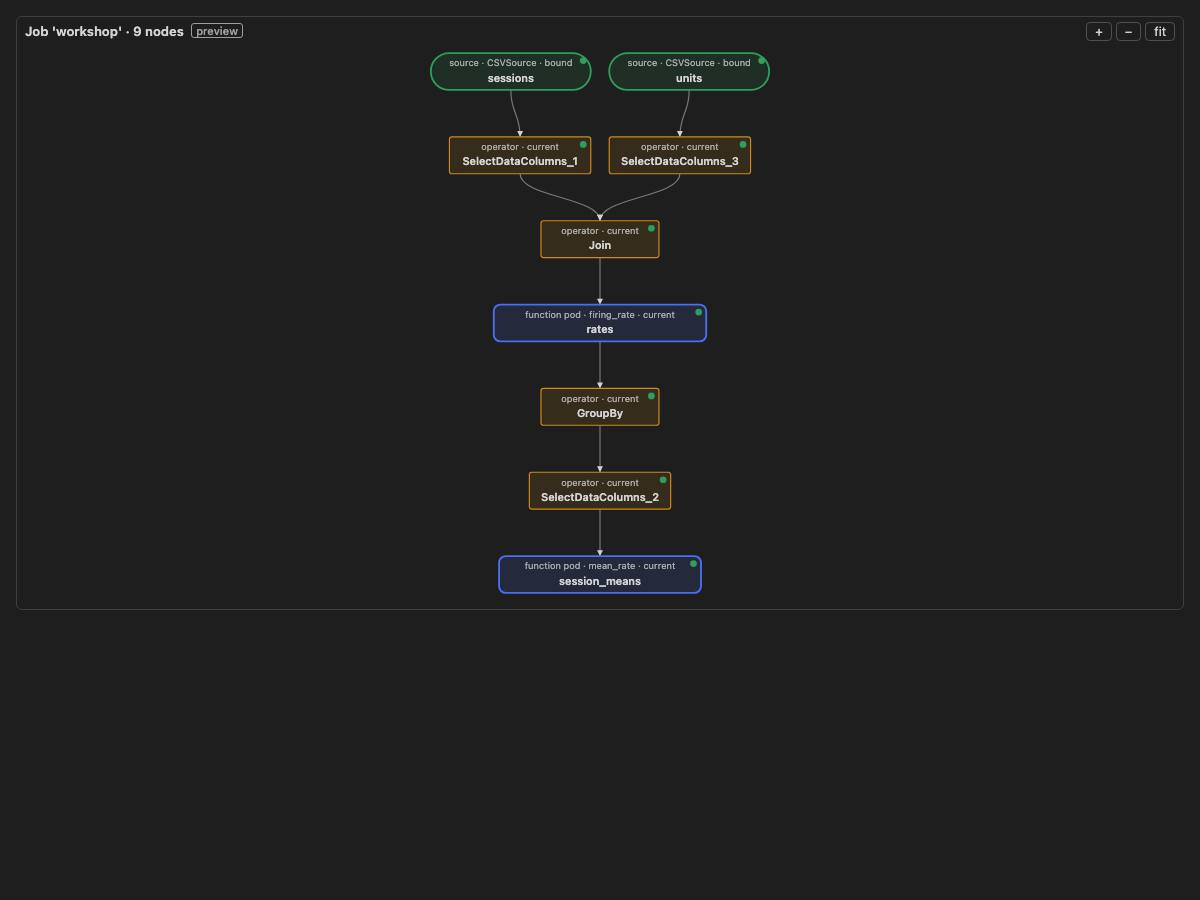 Job 'workshop' · 9 nodes preview
+ − fit
source · CSVSource · bound
sessions
source · CSVSource · bound
units
operator · current
SelectDataColumns_1
operator · current
SelectDataColumns_3
operator · current
Join
function pod · firing_rate · current
rates
operator · current
GroupBy
operator · current
SelectDataColumns_2
function pod · mean_rate · current
session_means